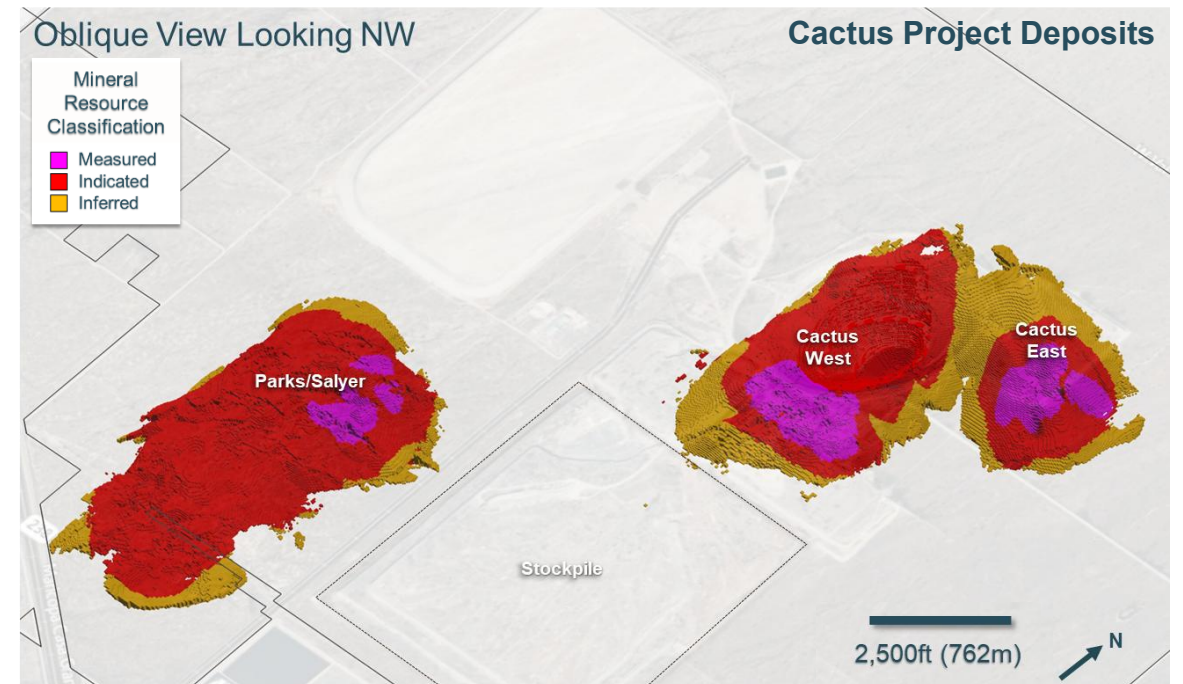 Oblique View Looking NW
Cactus Project Deposits
Mineral
Resource
Classification
Measured
Indicated
Inferred
Cactus
West
Cactus
East
Parks/Salyer
Stockpile
2,500ft (762m)
N